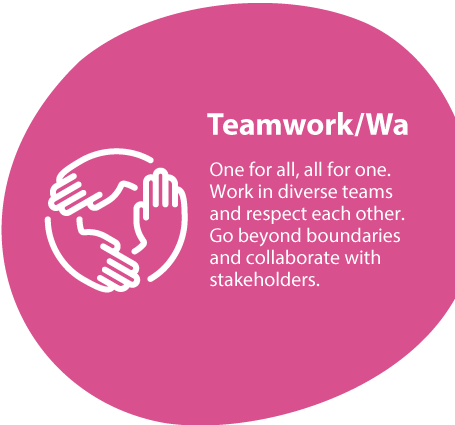 Teamwork/Wa
One for all, all for one.
Work in diverse teams
and respect each other.
Go beyond boundaries
and collaborate with
stakeholders.